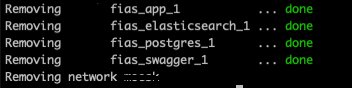 Removing fias_app_1 ... done
Removing fias_elasticsearch_1 ... done
Removing fias_postgres_1 ... done
Removing fias_swagger_1 ... done
Removing network